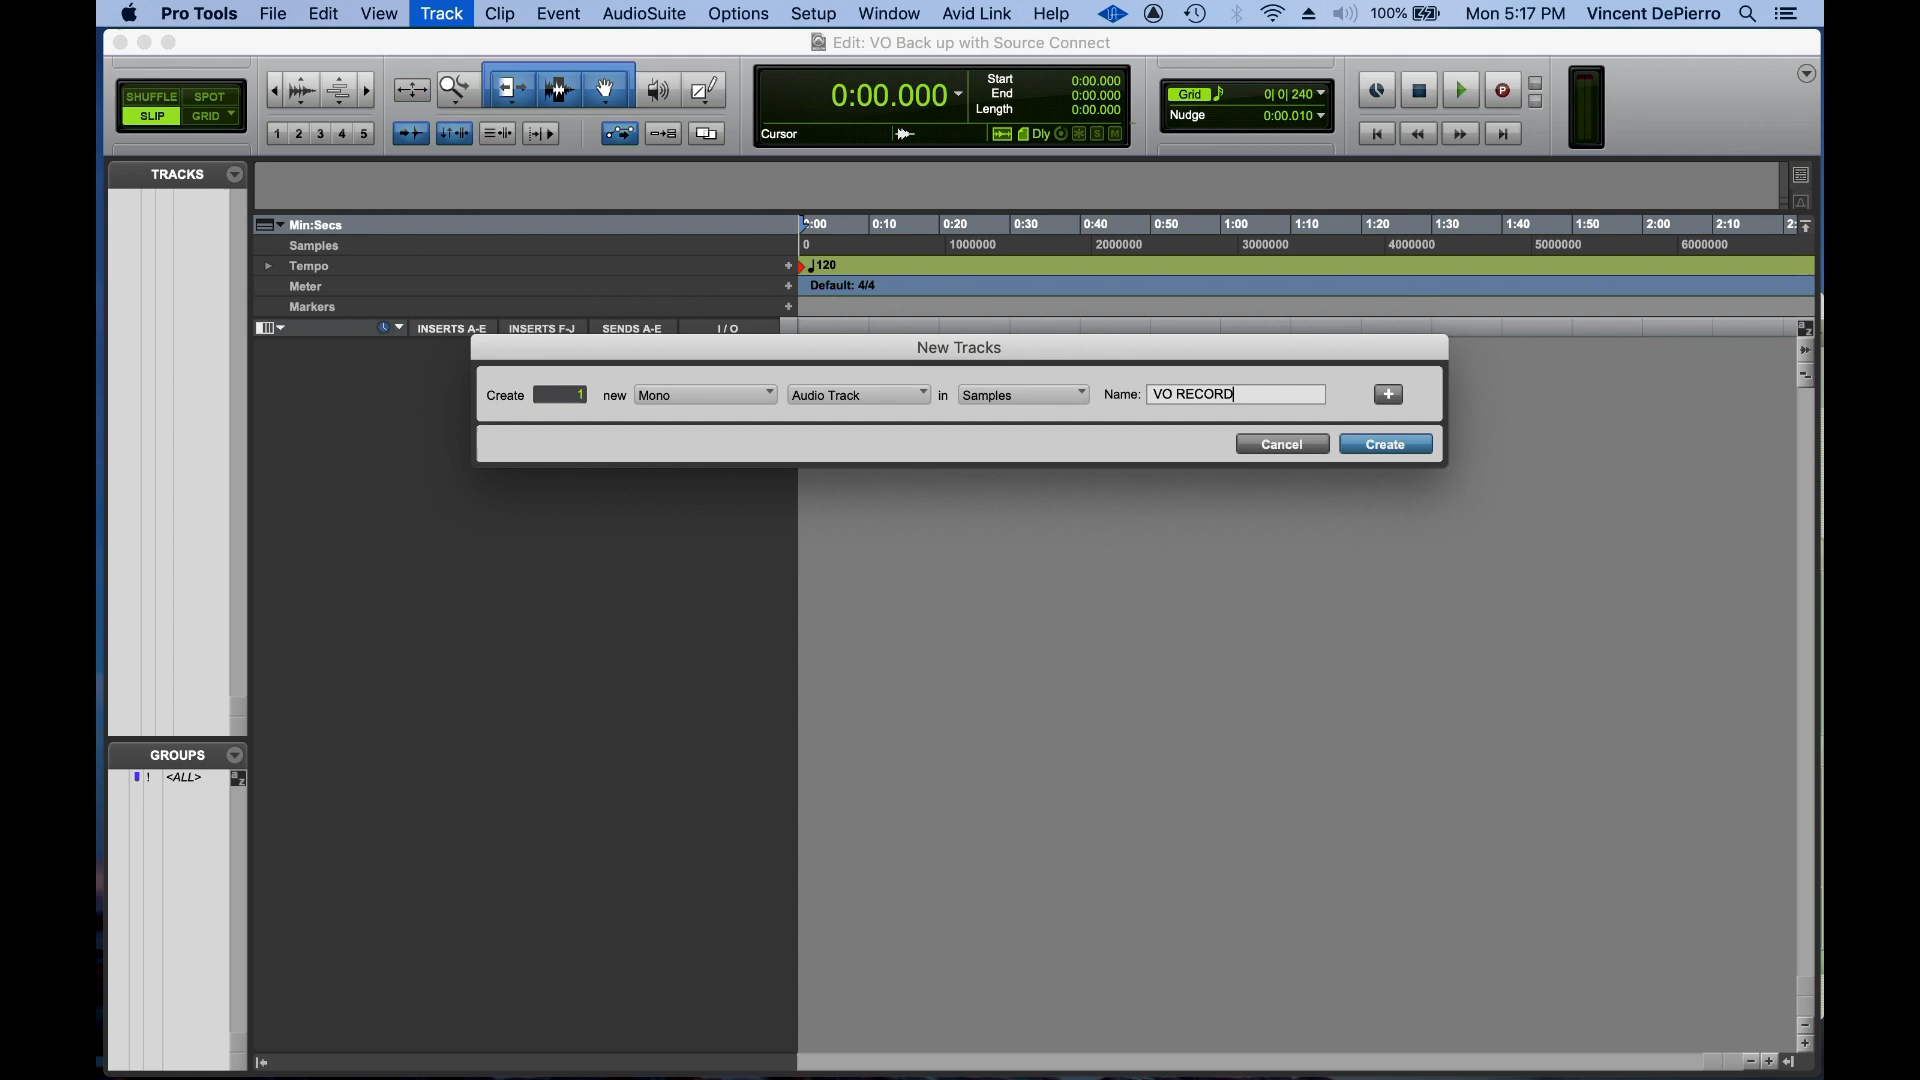 Pro Tools File Edit View Track Clip Event AudioSuite Options Setup Window Avid Link Help 100% Mon 5:17 PM Vincent DePierro
Edit: VO Back up with Source Connect
SHUFFLE SPOT
SLIP GRID
1 2 3 4 5
0:00.000
Start 0:00.000
End 0:00.000
Length 0:00.000
Cursor
Dly S M
Grid 0| 0| 240
Nudge 0:00.010
P
TRACKS
Min:Secs
0:10 0:20 0:30 0:40 0:50 1:00 1:10 1:20 1:30 1:40 1:50 2:00 2:10
Samples
0 1000000 2000000 3000000 4000000 5000000 6000000
Tempo
120
Meter
Default: 4/4
Markers
INSERTS A-E INSERTS F-J SENDS A-E I / O
a z
New Tracks
Create 1 new Mono Audio Track in Samples Name: VO RECORD
Cancel Create
GROUPS
! <ALL>
a z